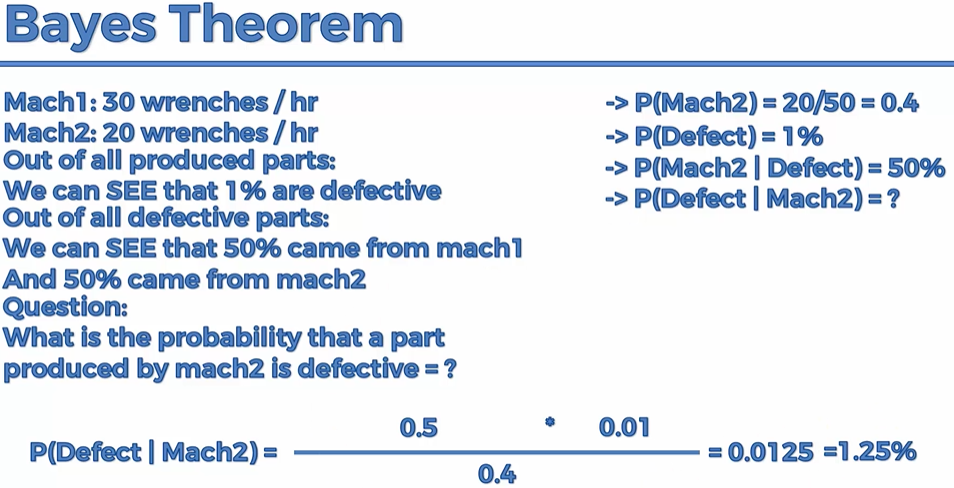 Bayes Theorem
Mach1: 30 wrenches / hr
Mach2: 20 wrenches / hr
Out of all produced parts:
We can SEE that 1% are defective
Out of all defective parts:
We can SEE that 50% came from mach1
And 50% came from mach2
Question:
What is the probability that a part
produced by mach2 is defective = ?
-> P(Mach2) = 20/50 = 0.4
-> P(Defect) = 1%
-> P(Mach2 | Defect) = 50%
-> P(Defect | Mach2) = ?
0.5 * 0.01
P(Defect | Mach2) = = 0.0125 =1.25%
0.4